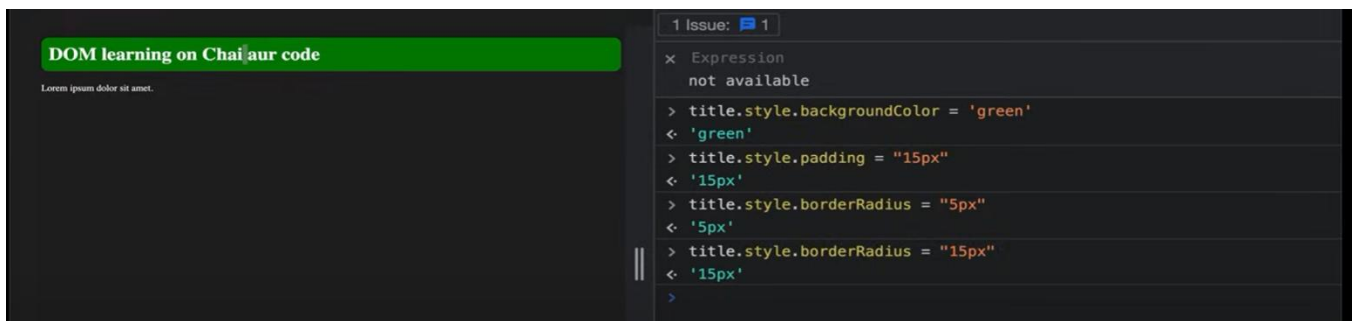 DOM learning on Chai aur code
Lorem ipsum dolor sit amet.
1 Issue: 1
× Expression
not available
> title.style.backgroundColor = 'green'
<· 'green'
> title.style.padding = "15px"
<· '15px'
> title.style.borderRadius = "5px"
<· '5px'
> title.style.borderRadius = "15px"
<· '15px'
>